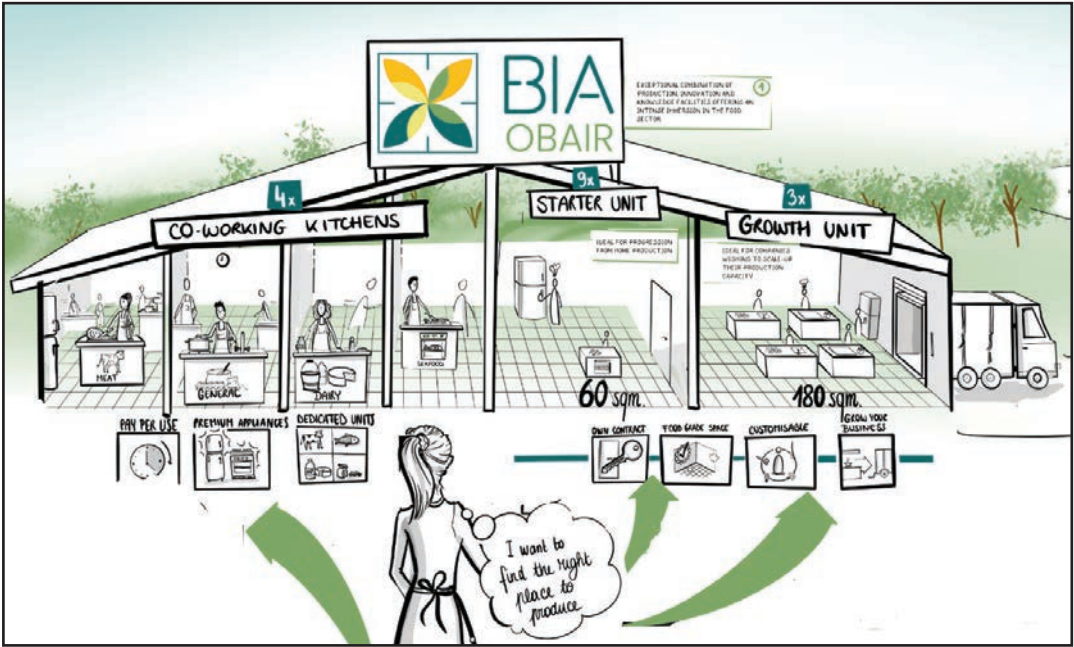 BIA
OBAIR
EXCEPTIONAL COMBINATION OF
PRODUCTION, INNOVATION AND
KNOWLEDGE FACILITIES OFFERING AN
INTENSE IMMERSION IN THE FOOD
SECTOR
1
4x
CO-WORKING KITCHENS
9x
STARTER UNIT
3x
GROWTH UNIT
IDEAL FOR PROGRESSION
FROM HOME PRODUCTION
IDEAL FOR COMPANIES
WISHING TO SCALE-UP
THEIR PRODUCTION
CAPACITY
MEAT
GENERAL
DAIRY
SEAFOOD
60 sqm.
180 sqm.
PAY PER USE
PREMIUM APPLIANCES
DEDICATED UNITS
OWN CONTRACT
FOOD GRADE SPACE
CUSTOMISABLE
GROW YOUR
BUSINESS
I want to
find the right
place to
produce